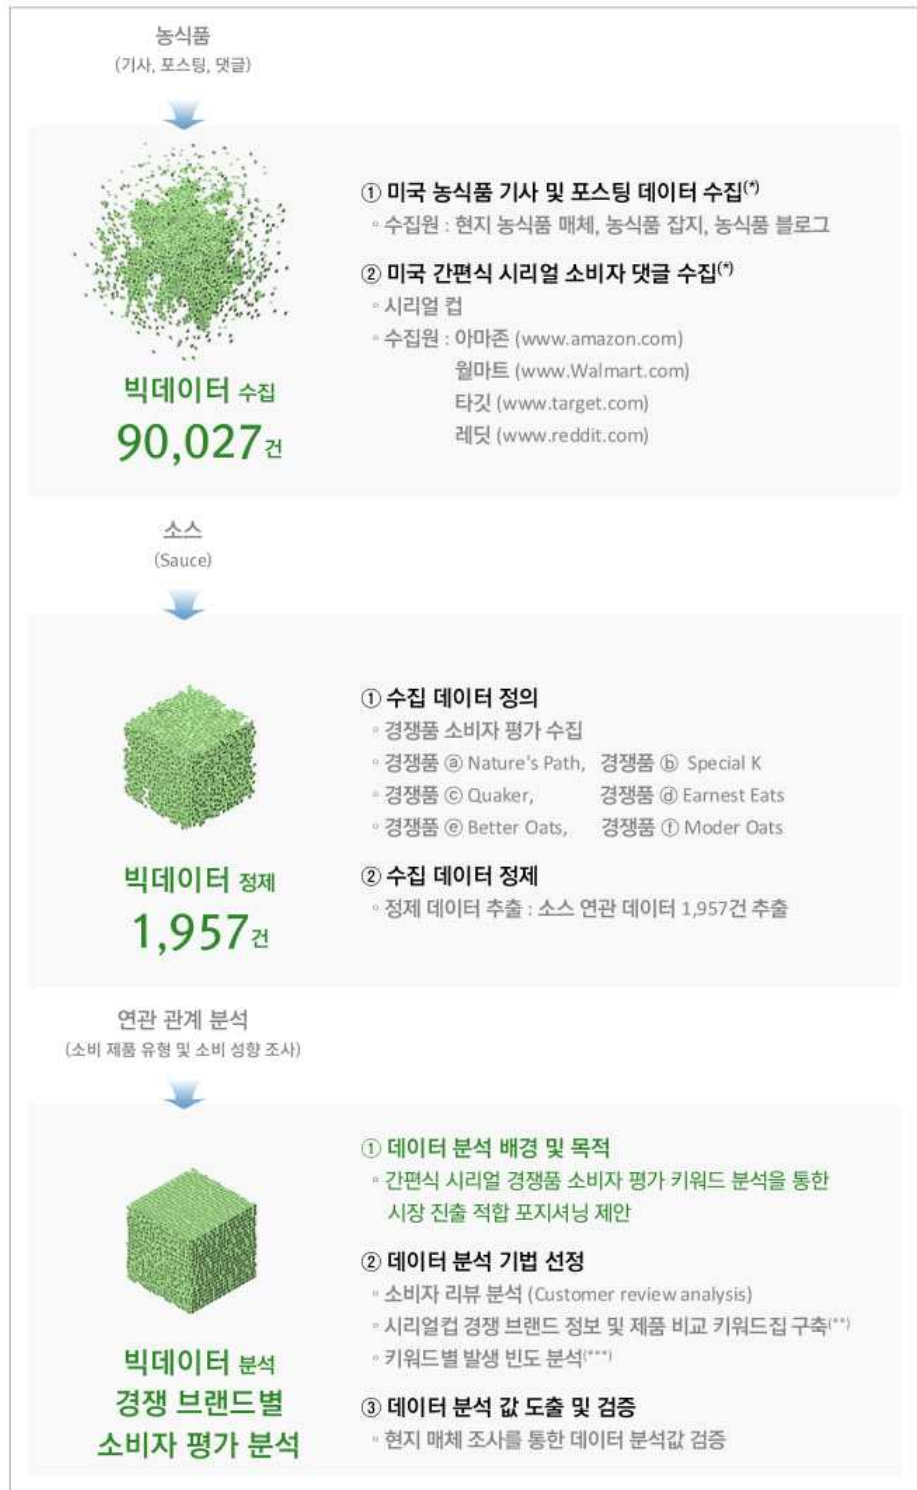 농식품
(기사, 포스팅, 댓글)
① 미국 농식품 기사 및 포스팅 데이터 수집(*)
◦ 수집원 : 현지 농식품 매체, 농식품 잡지, 농식품 블로그
② 미국 간편식 시리얼 소비자 댓글 수집(*)
◦ 시리얼 컵
◦ 수집원 : 아마존 (www.amazon.com)
월마트 (www.Walmart.com)
타깃 (www.target.com)
레딧 (www.reddit.com)
빅데이터 수집
90,027건
소스
(Sauce)
① 수집 데이터 정의
◦ 경쟁품 소비자 평가 수집
◦ 경쟁품 ⓐ Nature's Path, 경쟁품 ⓑ Special K
◦ 경쟁품 ⓒ Quaker, 경쟁품 ⓓ Earnest Eats
◦ 경쟁품 ⓔ Better Oats, 경쟁품 ⓕ Moder Oats
② 수집 데이터 정제
◦ 정제 데이터 추출 : 소스 연관 데이터 1,957건 추출
빅데이터 정제
1,957건
연관 관계 분석
(소비 제품 유형 및 소비 성향 조사)
① 데이터 분석 배경 및 목적
◦ 간편식 시리얼 경쟁품 소비자 평가 키워드 분석을 통한
시장 진출 적합 포지셔닝 제안
② 데이터 분석 기법 선정
◦ 소비자 리뷰 분석 (Customer review analysis)
◦ 시리얼컵 경쟁 브랜드 정보 및 제품 비교 키워드집 구축(**)
◦ 키워드별 발생 빈도 분석(***)
③ 데이터 분석 값 도출 및 검증
◦ 현지 매체 조사를 통한 데이터 분석값 검증
빅데이터 분석
경쟁 브랜드별
소비자 평가 분석